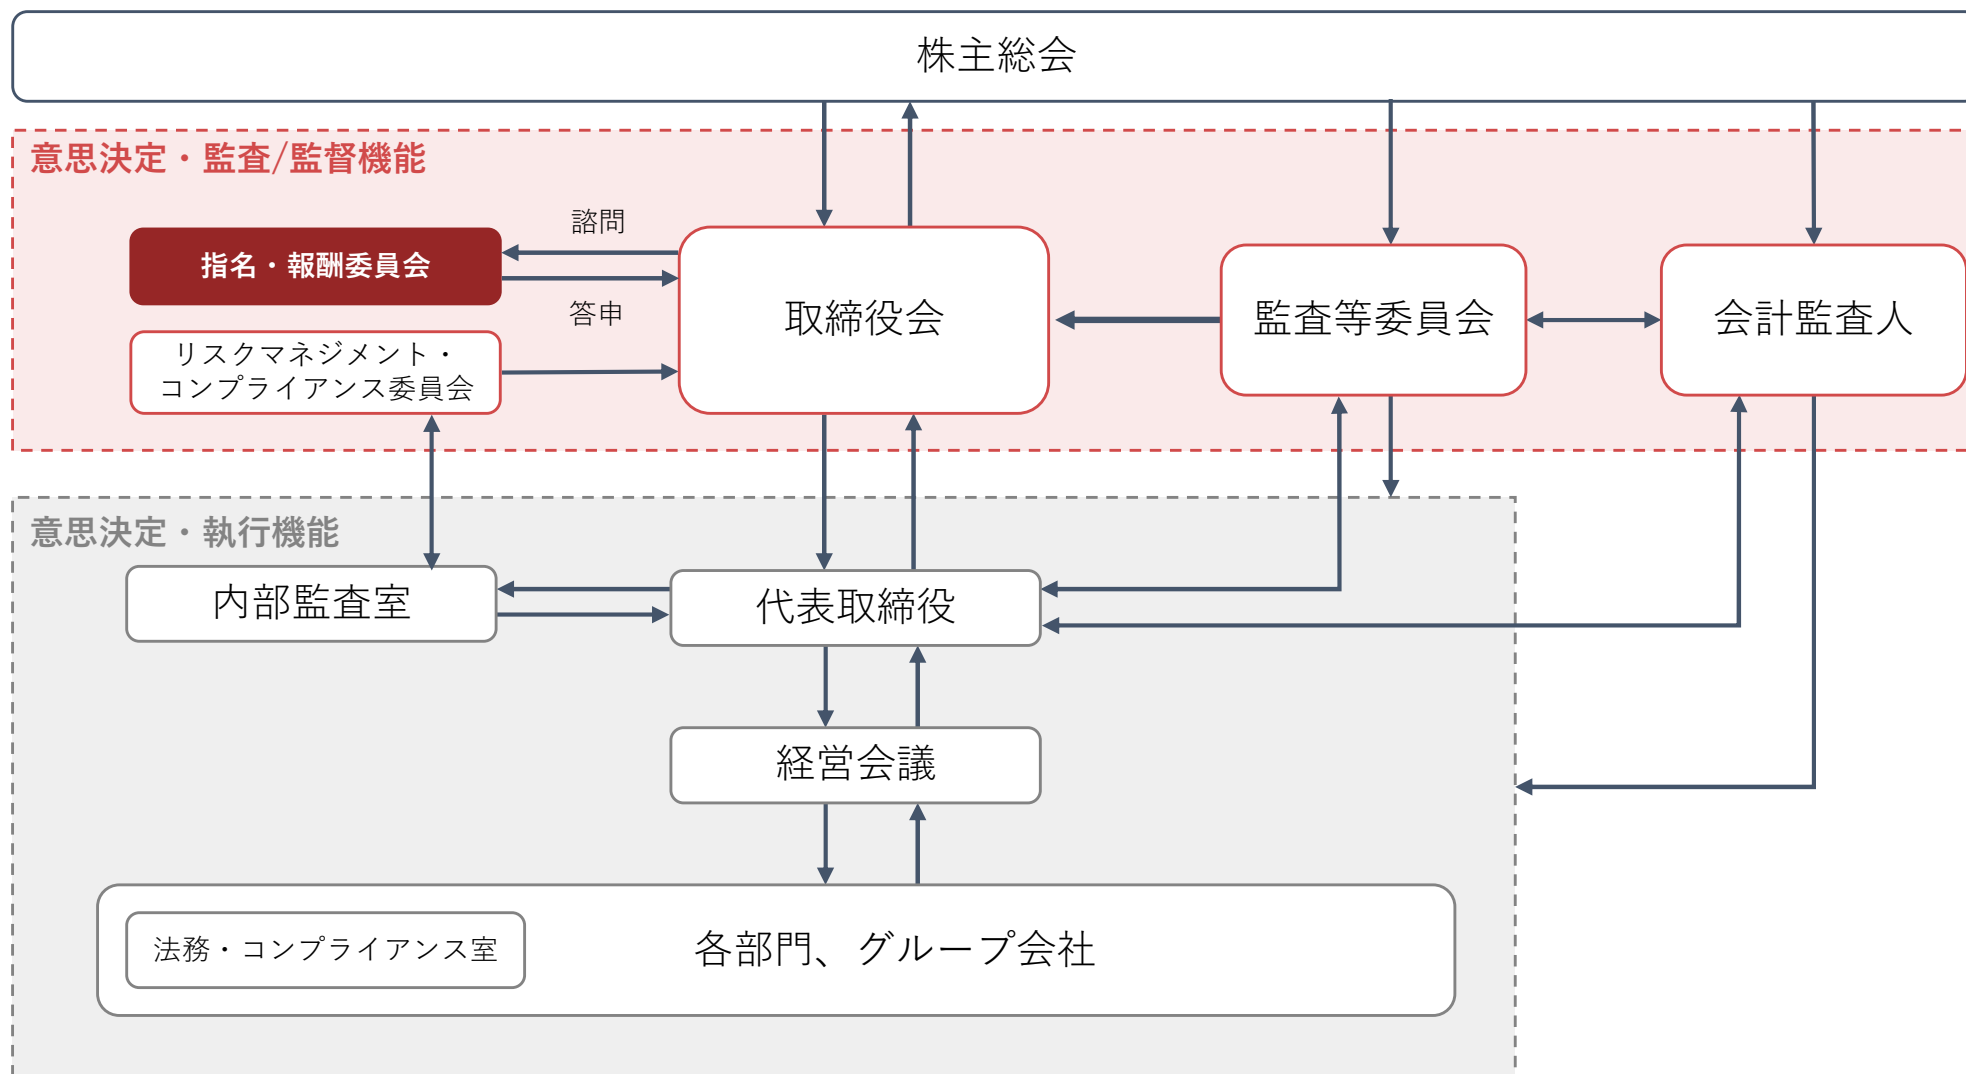 株主総会
意思決定・監査/監督機能
諮問
指名・報酬委員会
答申
取締役会
監査等委員会
会計監査人
リスクマネジメント・
コンプライアンス委員会
意思決定・執行機能
内部監査室
代表取締役
経営会議
法務・コンプライアンス室
各部門、グループ会社